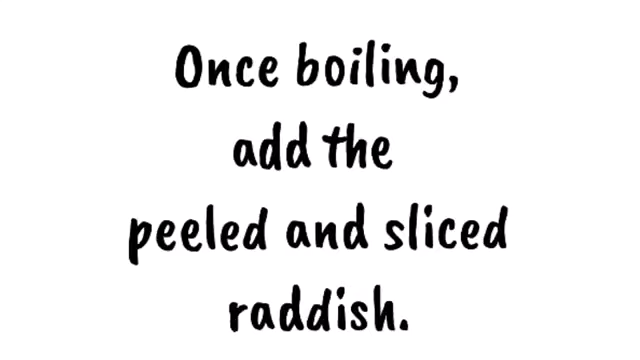 Once boiling,
add the
peeled and sliced
raddish.